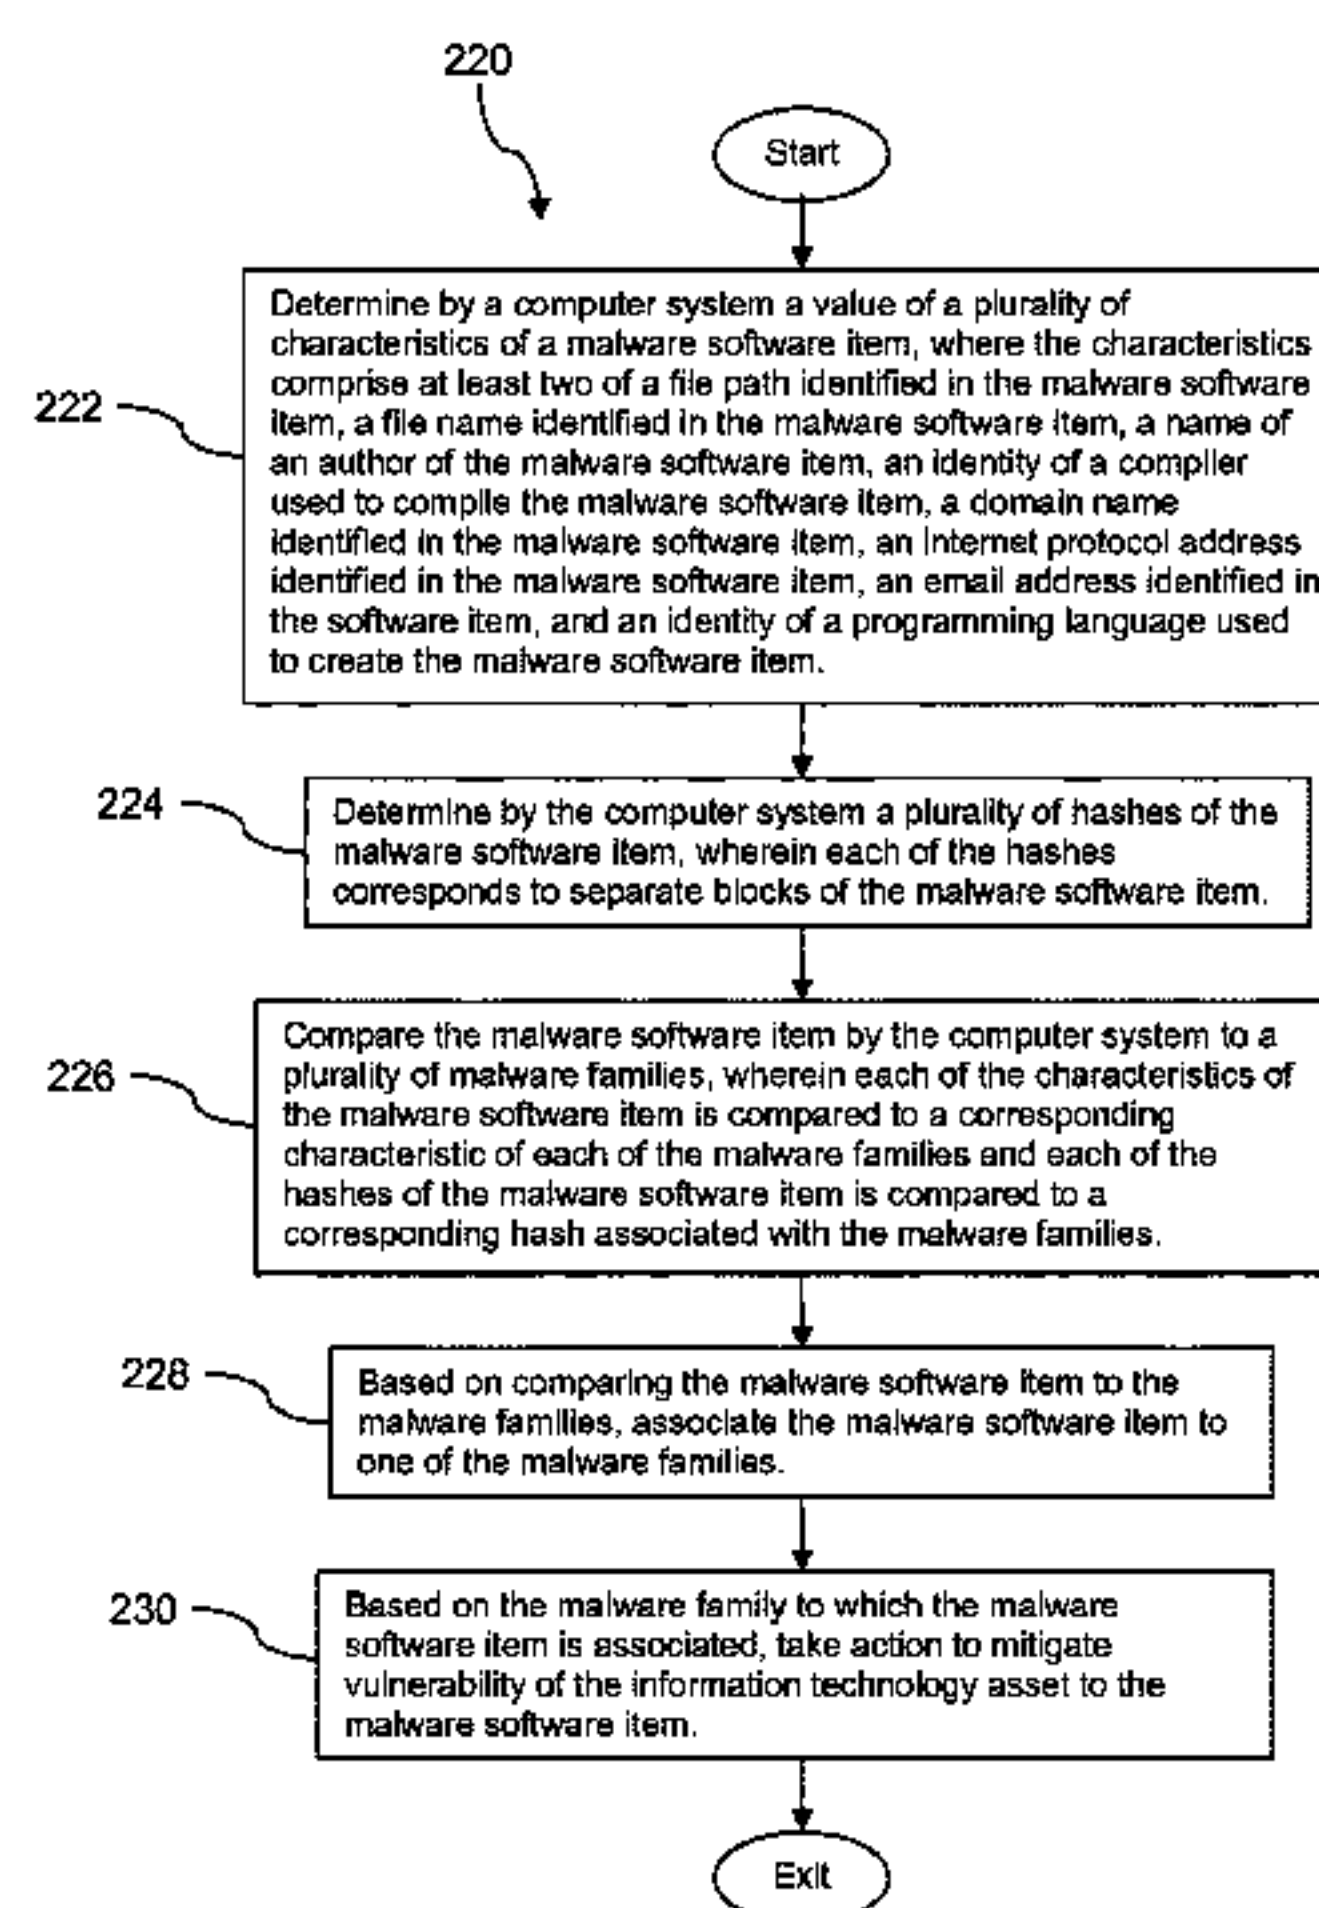 220
Start
222
Determine by a computer system a value of a plurality of
characteristics of a malware software item, where the characteristics
comprise at least two of a file path identified in the malware software
item, a file name identified in the malware software item, a name of
an author of the malware software item, an identity of a compiler
used to compile the malware software item, a domain name
identified in the malware software item, an Internet protocol address
identified in the malware software item, an email address identified in
the software item, and an identity of a programming language used
to create the malware software item.
224
Determine by the computer system a plurality of hashes of the
malware software item, wherein each of the hashes
corresponds to separate blocks of the malware software item.
226
Compare the malware software item by the computer system to a
plurality of malware families, wherein each of the characteristics of
the malware software item is compared to a corresponding
characteristic of each of the malware families and each of the
hashes of the malware software item is compared to a
corresponding hash associated with the malware families.
228
Based on comparing the malware software item to the
malware families, associate the malware software item to
one of the malware families.
230
Based on the malware family to which the malware
software item is associated, take action to mitigate
vulnerability of the information technology asset to the
malware software item.
Exit